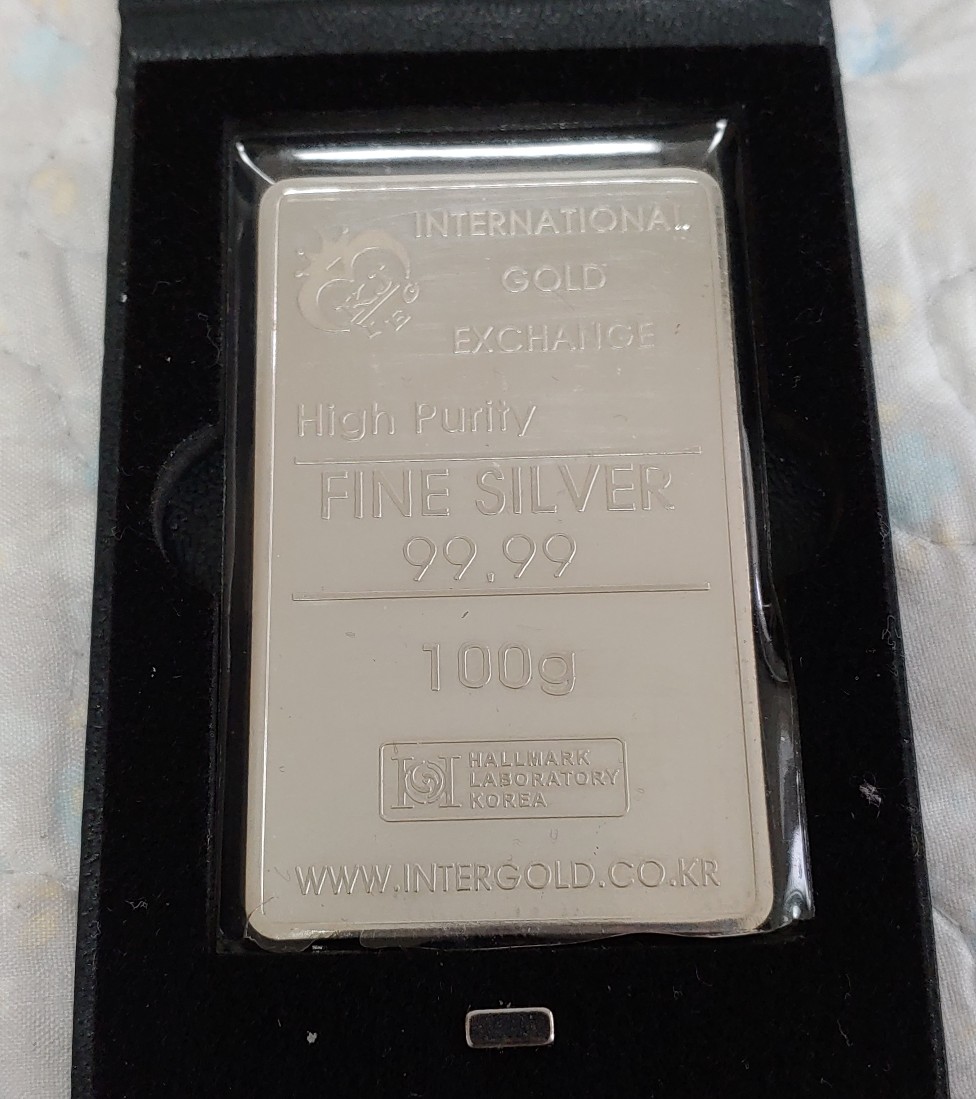 INTERNATIONAL
GOLD
EXCHANGE
High Purity
FINE SILVER
99.99
100g
HALLMARK
LABORATORY
KOREA
WWW.INTERGOLD.CO.KR